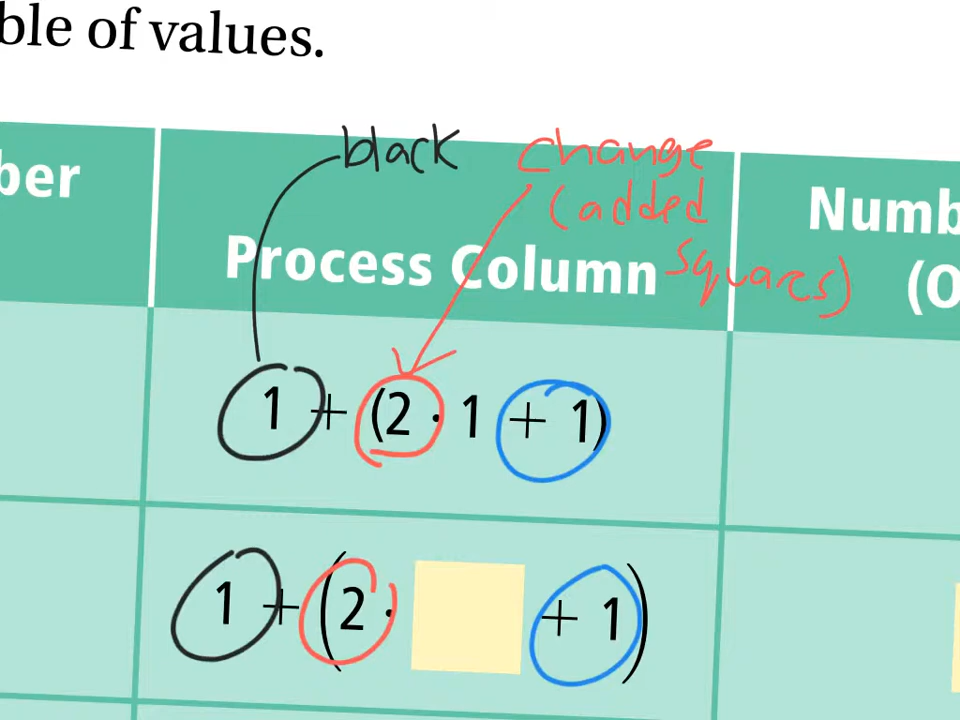 ble of values.
black change
(added
squares)
ber Process Column Numb
(O
1 + (2 · 1 + 1)
1 + (2 · + 1)